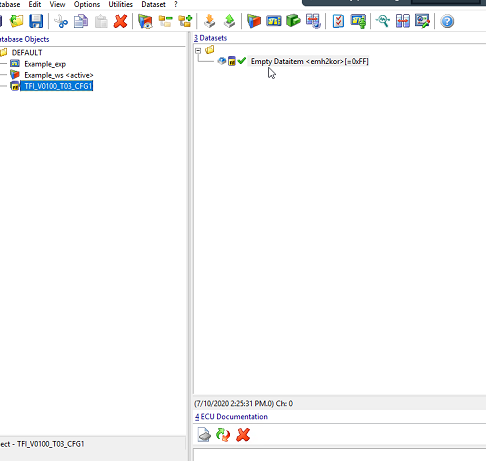 tabase Edit View Options Utilities Dataset ?
atabase Objects
DEFAULT
Example_exp
Example_ws <active>
TFI_V0100_T03_CFG1
3 Datasets
Empty Dataitem <emh2kor>[=0xFF]
(7/10/2020 2:25:31 PM.0) Ch: 0
4 ECU Documentation
ect - TFI_V0100_T03_CFG1